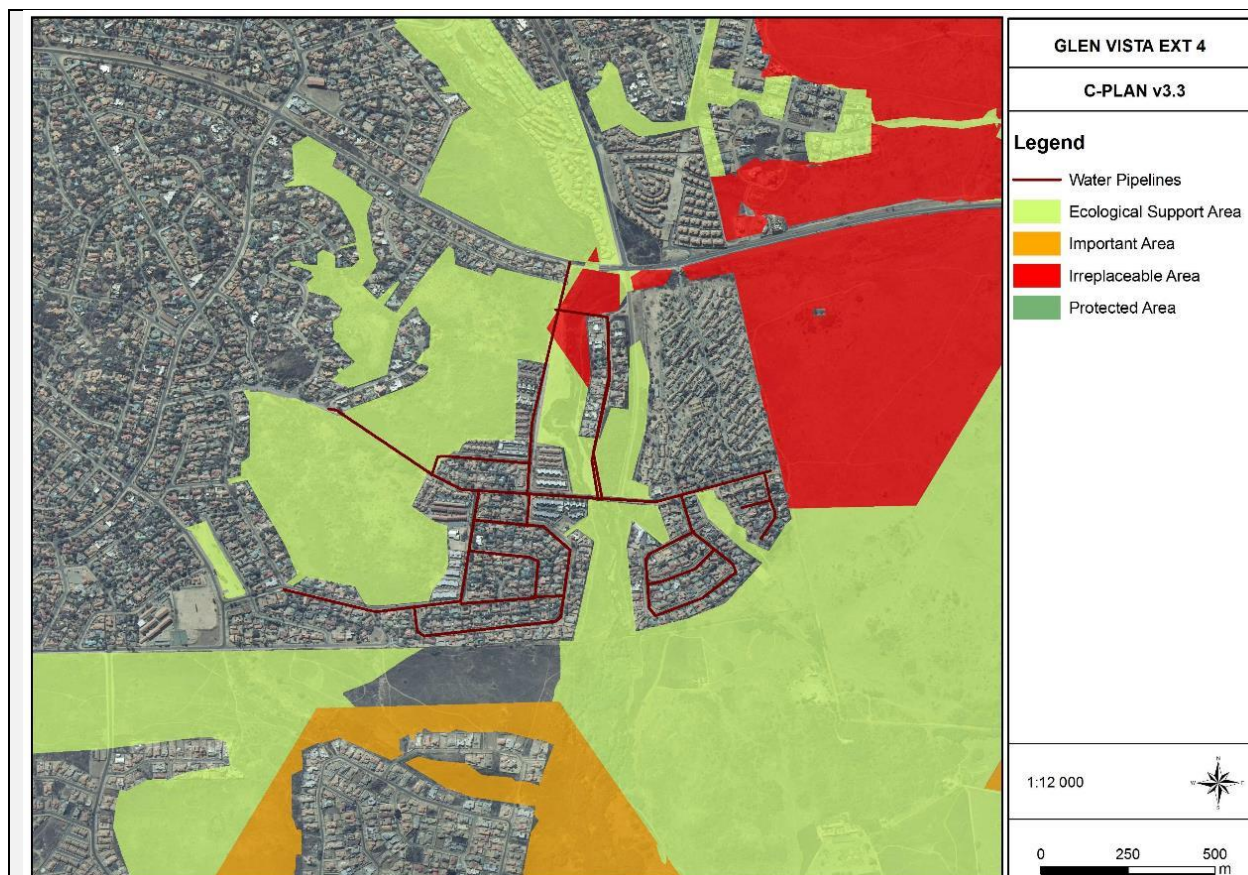 GLEN VISTA EXT 4
C-PLAN v3.3
Legend
Water Pipelines
Ecological Support Area
Important Area
Irreplaceable Area
Protected Area
1:12 000
N
W E
S
0 250 500
m